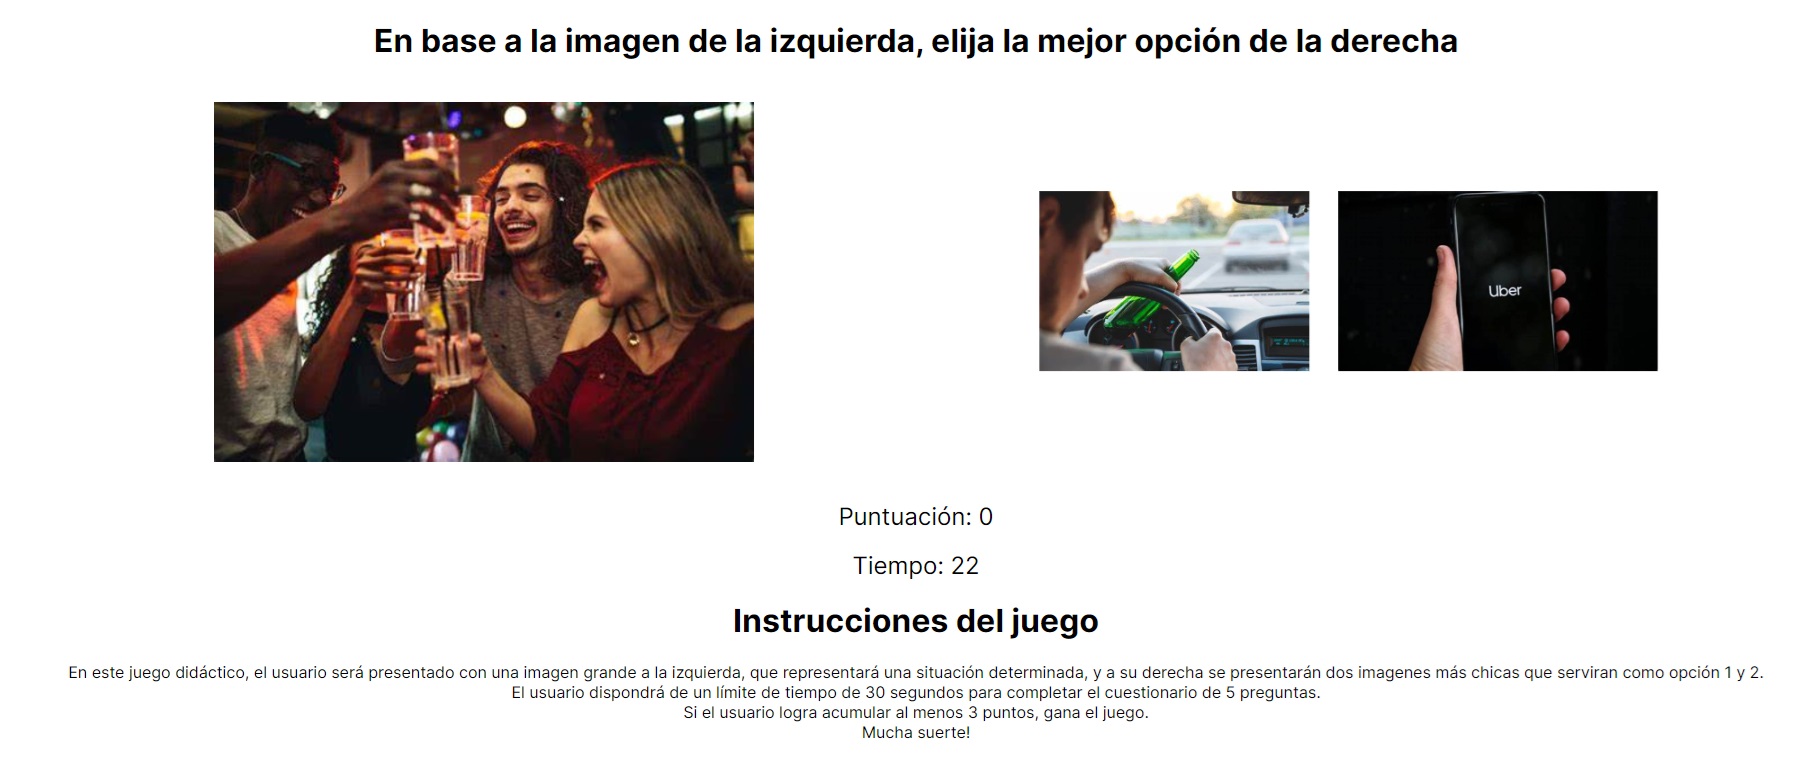 En base a la imagen de la izquierda, elija la mejor opción de la derecha
Uber
Puntuación: 0
Tiempo: 22
Instrucciones del juego
En este juego didáctico, el usuario será presentado con una imagen grande a la izquierda, que representará una situación determinada, y a su derecha se presentarán dos imagenes más chicas que serviran como opción 1 y 2.
El usuario dispondrá de un límite de tiempo de 30 segundos para completar el cuestionario de 5 preguntas.
Si el usuario logra acumular al menos 3 puntos, gana el juego.
Mucha suerte!